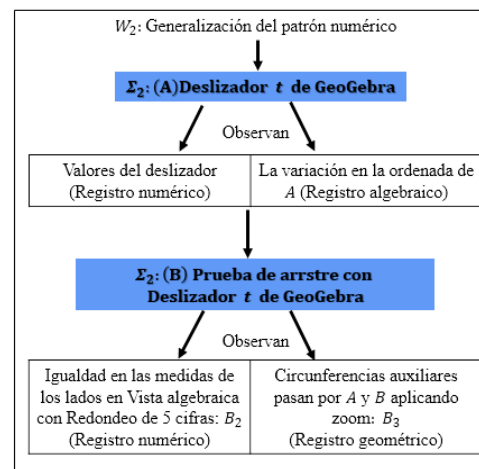 W₂: Generalización del patrón numérico
Σ₂: (A)Deslizador t de GeoGebra
Observan
Valores del deslizador
(Registro numérico)
La variación en la ordenada de
A (Registro algebraico)
Σ₂: (B) Prueba de arrstre con
Deslizador t de GeoGebra
Observan
Igualdad en las medidas de
los lados en Vista algebraica
con Redondeo de 5 cifras: B₂
(Registro numérico)
Circunferencias auxiliares
pasan por A y B aplicando
zoom: B₃
(Registro geométrico)